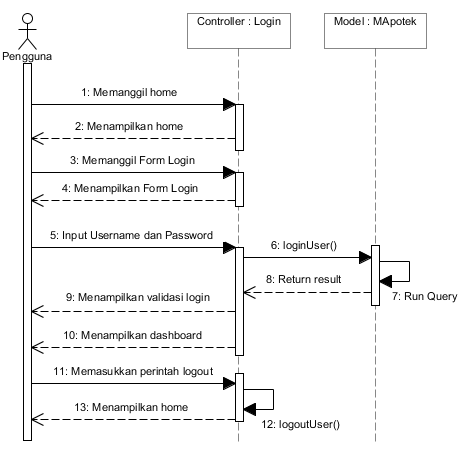 Controller : Login
Model : MApotek
Pengguna
1: Memanggil home
2: Menampilkan home
3: Memanggil Form Login
4: Menampilkan Form Login
5: Input Username dan Password
6: loginUser()
8: Return result
7: Run Query
9: Menampilkan validasi login
10: Menampilkan dashboard
11: Memasukkan perintah logout
13: Menampilkan home
12: logoutUser()